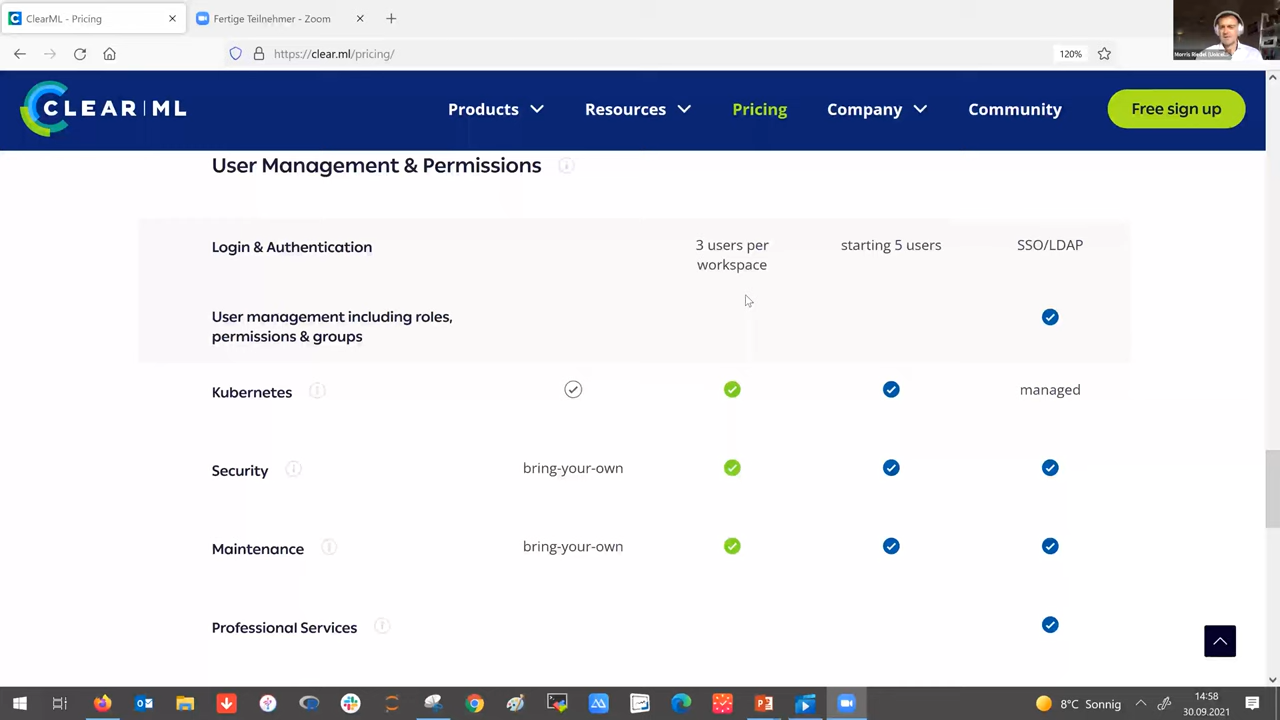 ClearML - Pricing
Fertige Teilnehmer - Zoom
https://clear.ml/pricing/
120%
CLEAR|ML
Products
Resources
Pricing
Company
Community
Free sign up
User Management & Permissions
Login & Authentication
3 users per
workspace
starting 5 users
SSO/LDAP
User management including roles,
permissions & groups
Kubernetes
managed
Security
bring-your-own
Maintenance
bring-your-own
Professional Services
8°C Sonnig
14:58
30.09.2021